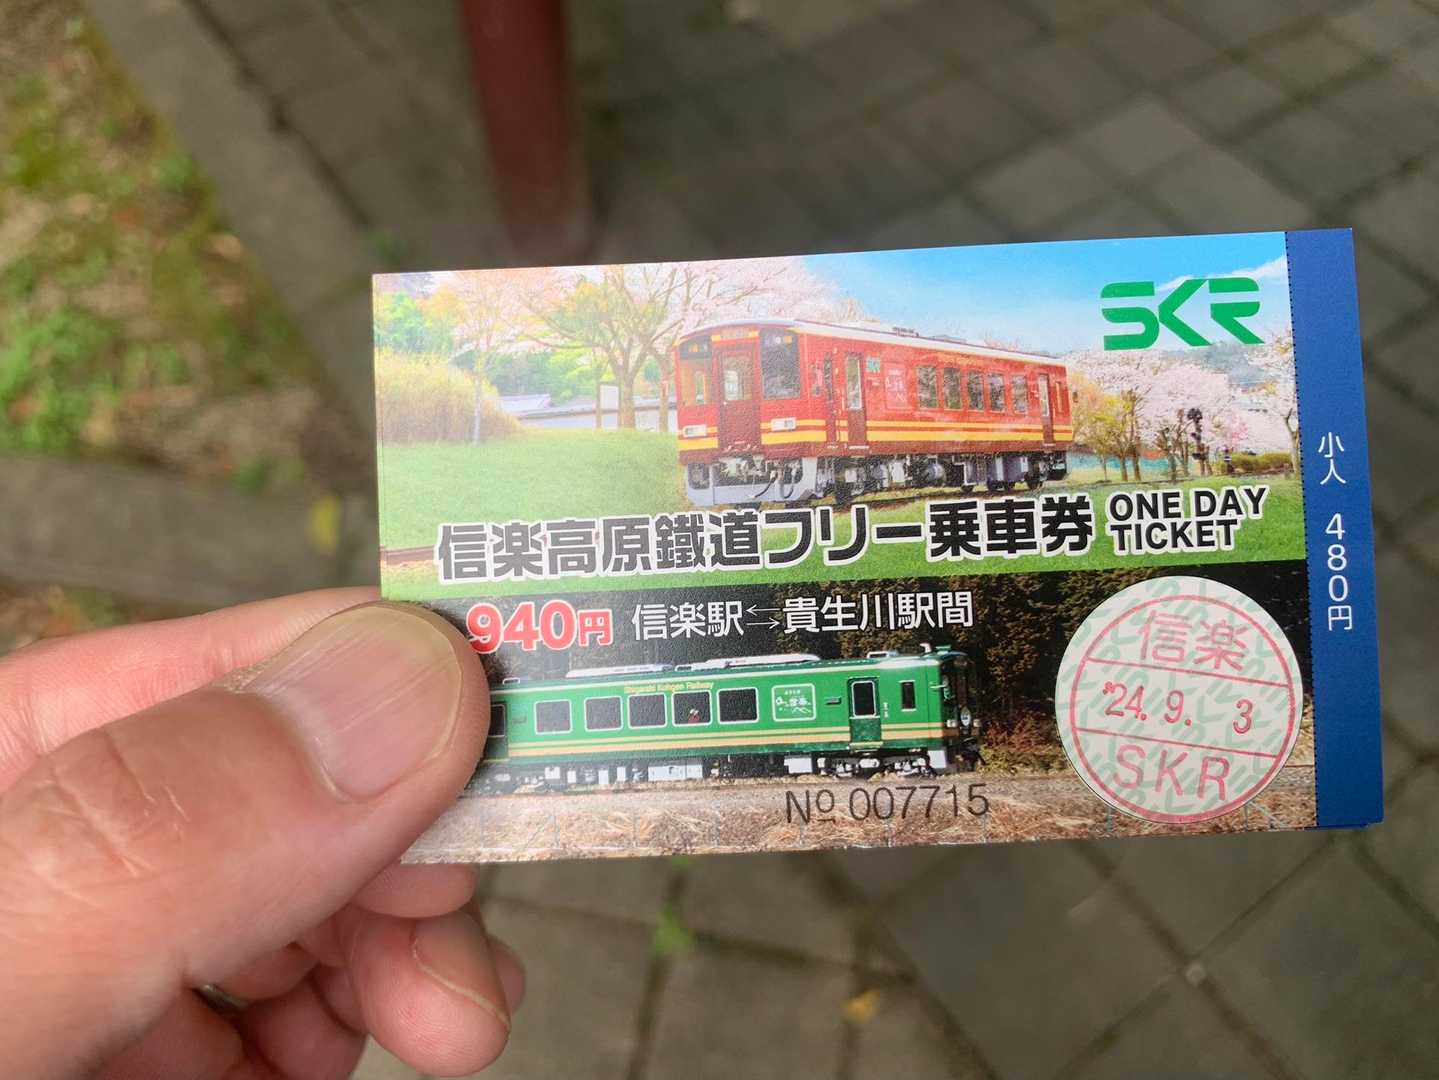 SKR
信楽高原鐵道フリー乗車券 ONE DAY TICKET
940円 信楽駅⇆貴生川駅間
Shigaraki Kohgen Railway
信楽
'24.9. 3
SKR
№ 007715
小人 480円